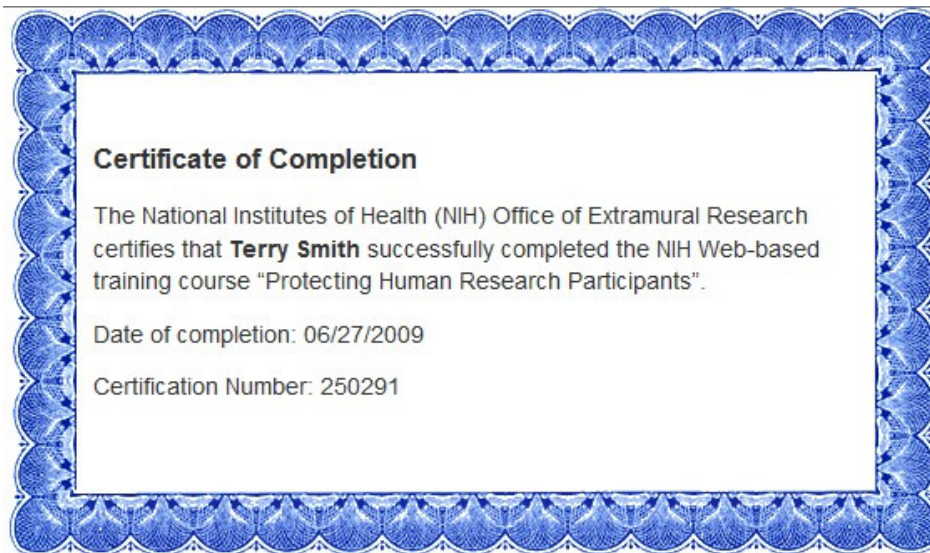 Certificate of Completion
The National Institutes of Health (NIH) Office of Extramural Research
certifies that Terry Smith successfully completed the NIH Web-based
training course “Protecting Human Research Participants”.
Date of completion: 06/27/2009
Certification Number: 250291